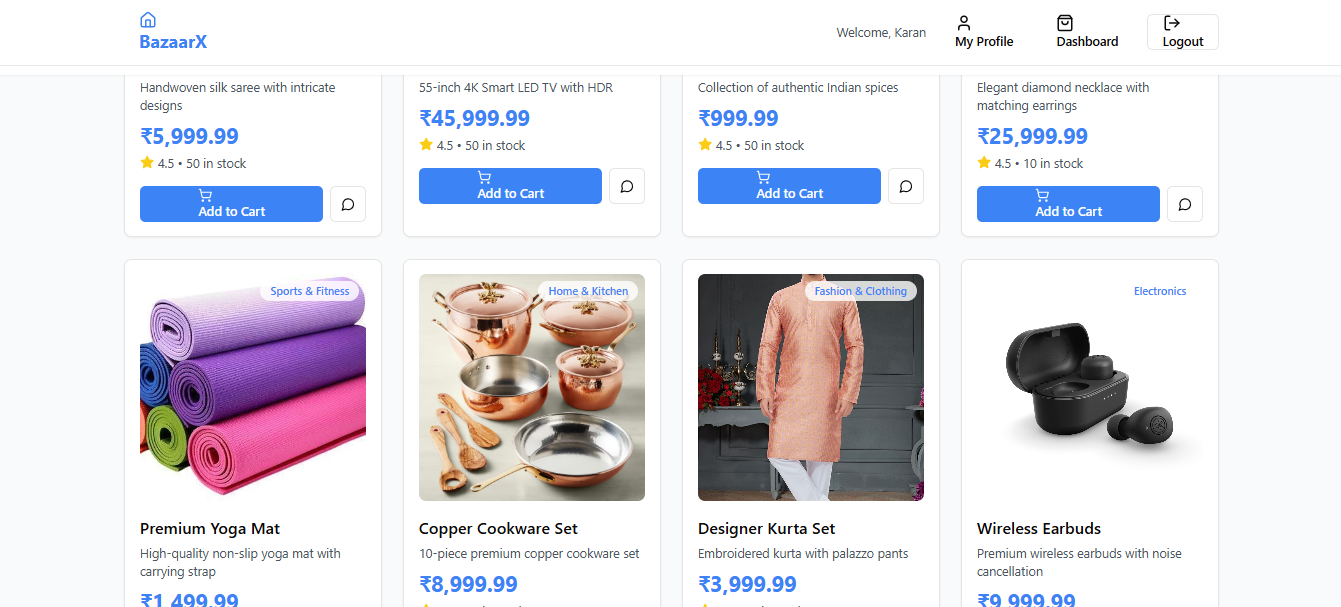 BazaarX
Welcome, Karan
My Profile
Dashboard
Logout
Handwoven silk saree with intricate
designs
₹5,999.99
4.5 • 50 in stock
Add to Cart
55-inch 4K Smart LED TV with HDR
₹45,999.99
4.5 • 50 in stock
Add to Cart
Collection of authentic Indian spices
₹999.99
4.5 • 50 in stock
Add to Cart
Elegant diamond necklace with
matching earrings
₹25,999.99
4.5 • 10 in stock
Add to Cart
Sports & Fitness
Premium Yoga Mat
High-quality non-slip yoga mat with
carrying strap
₹1,499.99
Home & Kitchen
Copper Cookware Set
10-piece premium copper cookware set
₹8,999.99
Fashion & Clothing
Designer Kurta Set
Embroidered kurta with palazzo pants
₹3,999.99
Electronics
Wireless Earbuds
Premium wireless earbuds with noise
cancellation
₹9,999.99